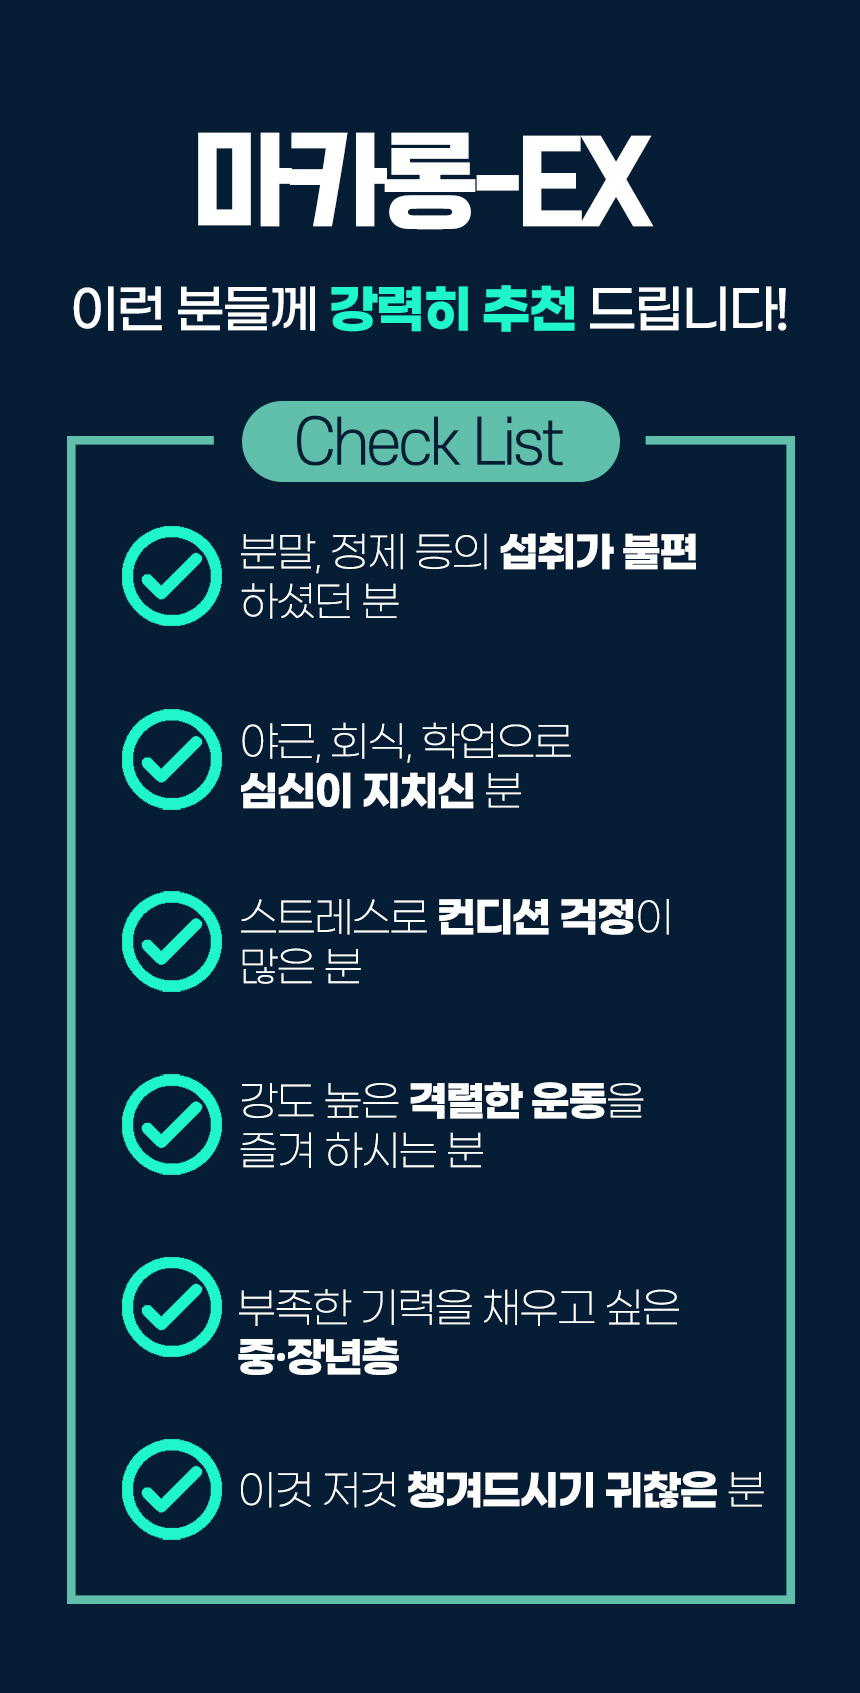 마카롱-EX
이런 분들께 강력히 추천 드립니다!
Check List
분말, 정제 등의 섭취가 불편
하셨던 분
야근, 회식, 학업으로
심신이 지치신 분
스트레스로 컨디션 걱정이
많은 분
강도 높은 격렬한 운동을
즐겨 하시는 분
부족한 기력을 채우고 싶은
중·장년층
이것 저것 챙겨드시기 귀찮은 분